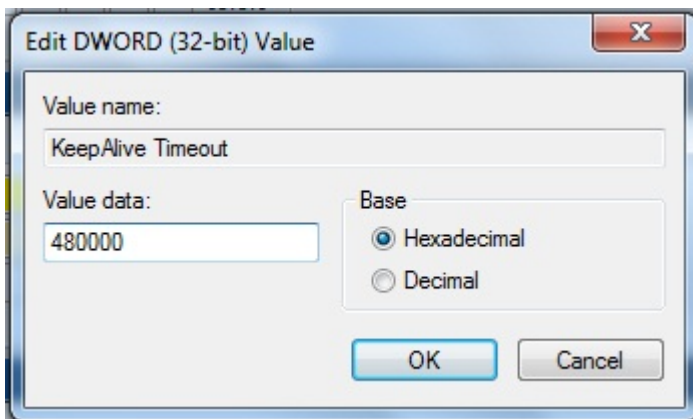 Edit DWORD (32-bit) Value
Value name:
KeepAlive Timeout
Value data:
480000
Base
Hexadecimal
Decimal
OK
Cancel